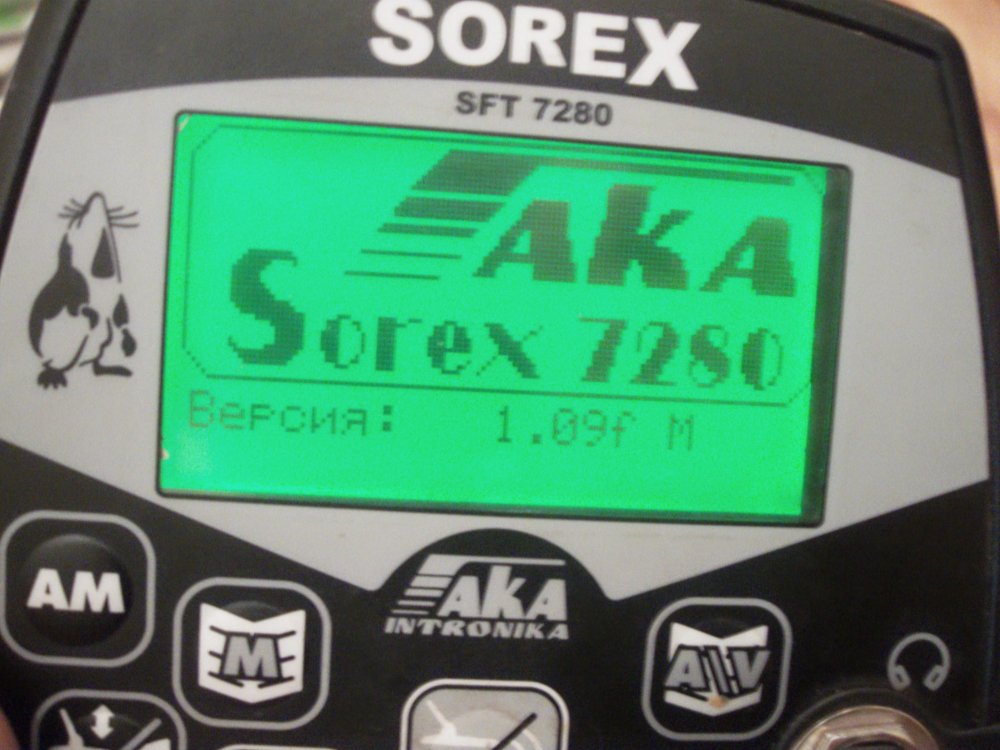 SOREX
SFT 7280
AKA
Sorex 7280
Версия: 1.09f M
AM
M
AKA
INTRONIKA
A V